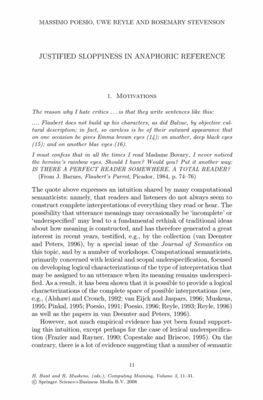 MASSIMO POESIO, UWE REYLE AND ROSEMARY STEVENSON
JUSTIFIED SLOPPINESS IN ANAPHORIC REFERENCE
1. Motivations
The reason why I hate critics ... is that they write sentences like this:
.... Flaubert does not build up his characters, as did Balzac, by objective cul-
tural description; in fact, so careless is he of their outward appearance that
on one occasion he gives Emma brown eyes (14); on another, deep black eyes
(15); and on another blue eyes (16).
I must confess that in all the times I read Madame Bovary, I never noticed
the heroine's rainbow eyes. Should I have? Would you? Put it another way:
IS THERE A PERFECT READER SOMEWHERE, A TOTAL READER?
(From J. Barnes, Flaubert's Parrot, Picador, 1984, p. 74–76)
The quote above expresses an intuition shared by many computational
semanticists; namely, that readers and listeners do not always seem to
construct complete interpretations of everything they read or hear. The
possibility that utterance meanings may occasionally be 'incomplete' or
'underspecified' may lead to a fundamental rethink of traditional ideas
about how meaning is constructed, and has therefore generated a great
interest in recent years, testified, e.g., by the collection (van Deemter
and Peters, 1996), by a special issue of the Journal of Semantics on
this topic, and by a number of workshops. Computational semanticists,
primarily concerned with lexical and scopal underspecification, focused
on developing logical characterizations of the type of interpretation that
may be assigned to an utterance when its meaning remains underspeci-
fied. As a result, it has been shown that it is possible to provide a logical
characterizations of the complete space of possible interpretations (see,
e.g., (Alshawi and Crouch, 1992; van Eijck and Jaspars, 1996; Muskens,
1995; Pinkal, 1995; Poesio, 1991; Poesio, 1996; Reyle, 1993; Reyle, 1996)
as well as the papers in van Deemter and Peters, 1996).
However, not much empirical evidence has yet been found support-
ing this intuition, except perhaps for the case of lexical underspecifica-
tion (Frazier and Rayner, 1990; Copestake and Briscoe, 1995). On the
contrary, there is a lot of evidence suggesting that a number of semantic
11
H. Bunt and R. Muskens, (eds.), Computing Meaning, Volume 3, 11–31.
© Springer Science+Business Media B.V. 2008